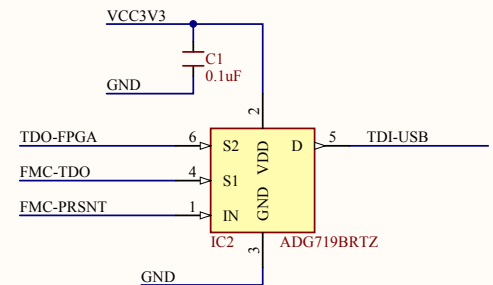 VCC3V3
C1
0.1uF
GND
2
TDO-FPGA 6 S2 VDD D 5 TDI-USB
FMC-TDO 4 S1
FMC-PRSNT 1 IN GND
IC2 ADG719BRTZ
3
GND